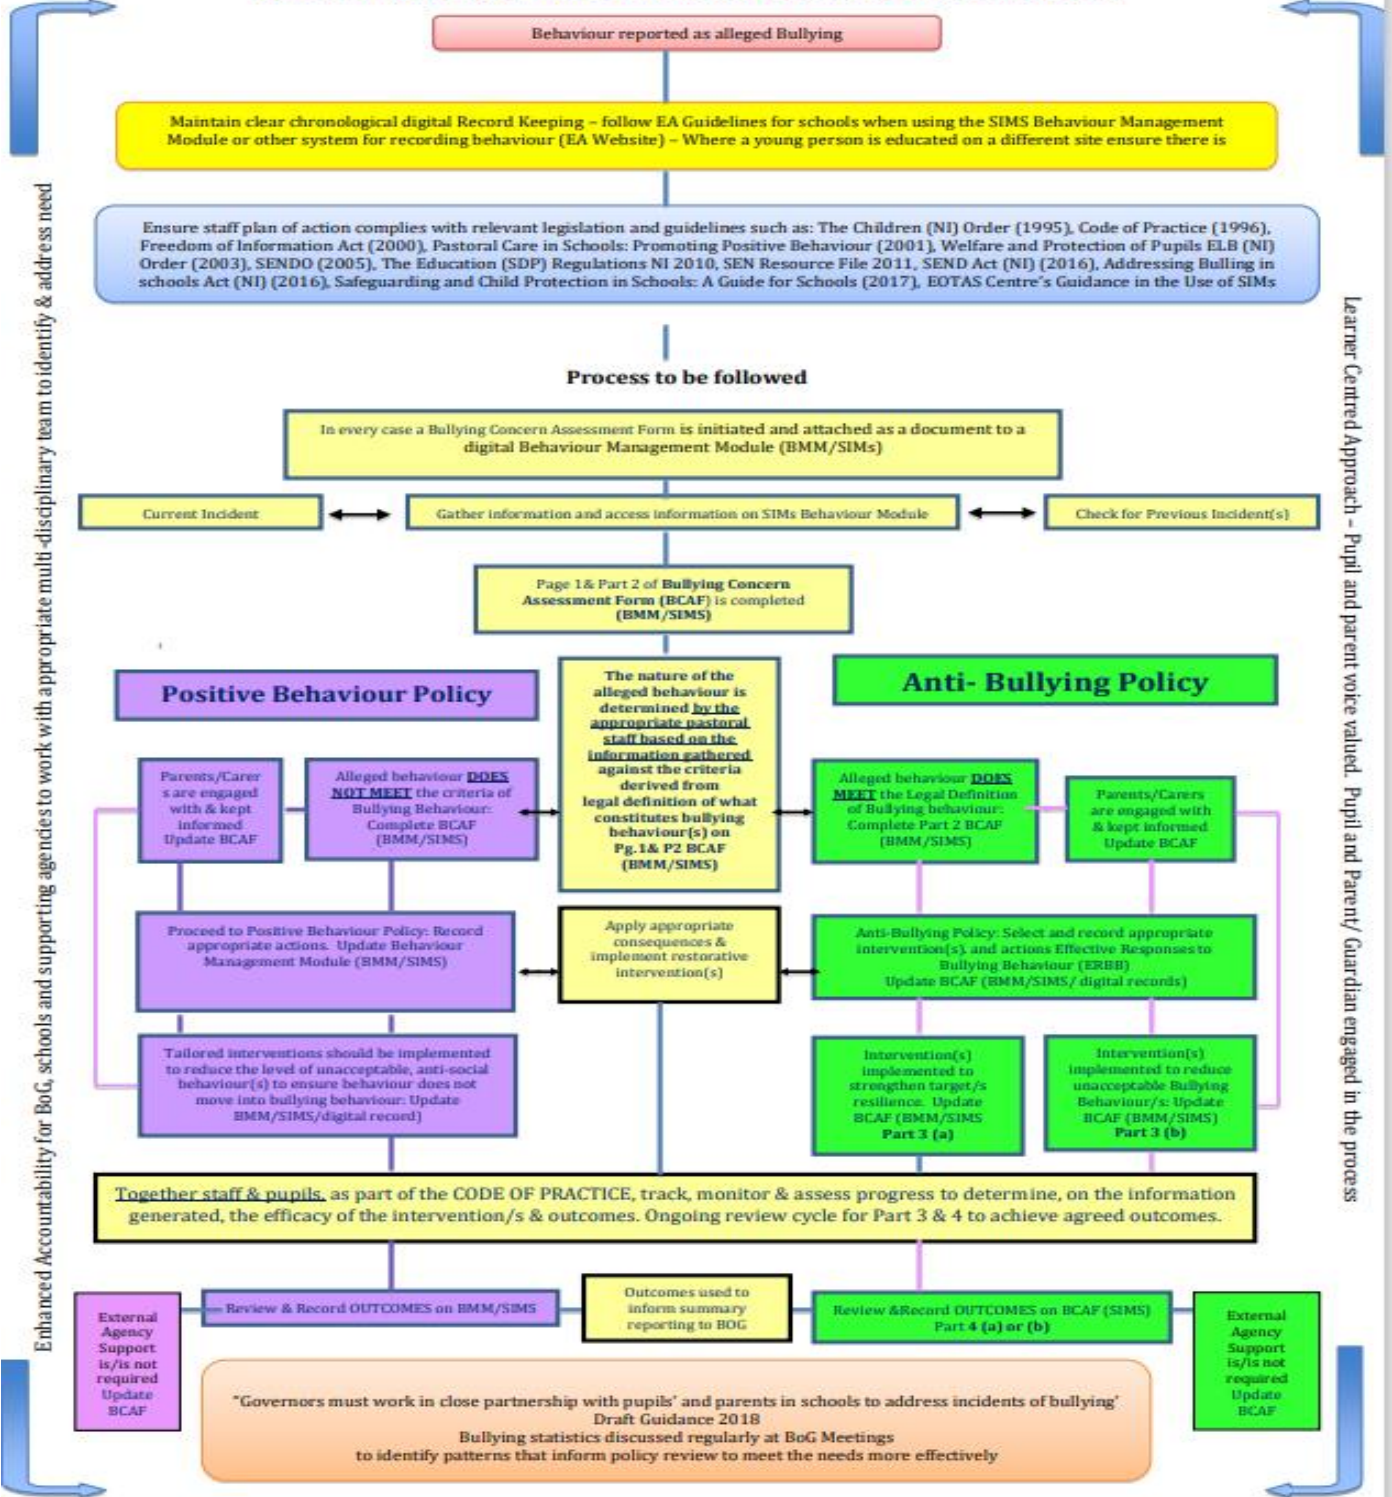 Behaviour reported as alleged Bullying
Maintain clear chronological digital Record Keeping – follow EA Guidelines for schools when using the SIMS Behaviour Management
Module or other system for recording behaviour (EA Website) – Where a young person is educated on a different site ensure there is
Ensure staff plan of action complies with relevant legislation and guidelines such as: The Children (NI) Order (1995), Code of Practice (1996),
Freedom of Information Act (2000), Pastoral Care in Schools: Promoting Positive Behaviour (2001), Welfare and Protection of Pupils ELB (NI)
Order (2003), SENDO (2005), The Education (SDP) Regulations NI 2010, SEN Resource File 2011, SEND Act (NI) (2016), Addressing Bulling in
schools Act (NI) (2016), Safeguarding and Child Protection in Schools: A Guide for Schools (2017), EOTAS Centre's Guidance in the Use of SIMs
Process to be followed
In every case a Bullying Concern Assessment Form is initiated and attached as a document to a
digital Behaviour Management Module (BMM/SIMs)
Current Incident
Gather information and access information on SIMs Behaviour Module
Check for Previous Incident(s)
Page 1& Part 2 of Bullying Concern
Assessment Form (BCAF) is completed
(BMM/SIMS)
Positive Behaviour Policy
The nature of the
alleged behaviour is
determined by the
appropriate pastoral
staff based on the
information gathered
against the criteria
derived from
legal definition of what
constitutes bullying
behaviour(s) on
Pg.1& P2 BCAF
(BMM/SIMS)
Anti- Bullying Policy
Parents/Carer
s are engaged
with & kept
informed
Update BCAF
Alleged behaviour DOES
NOT MEET the criteria of
Bullying Behaviour:
Complete BCAF
(BMM/SIMS)
Alleged behaviour DOES
MEET the Legal Definition
of Bullying behaviour:
Complete Part 2 BCAF
(BMM/SIMS)
Parents/Carers
are engaged with
& kept informed
Update BCAF
Proceed to Positive Behaviour Policy: Record
appropriate actions. Update Behaviour
Management Module (BMM/SIMS)
Apply appropriate
consequences &
implement restorative
intervention(s)
Anti-Bullying Policy: Select and record appropriate
intervention(s), and actions Effective Responses to
Bullying Behaviour (ERBB)
Update BCAF (BMM/SIMS/ digital records)
Tailored interventions should be implemented
to reduce the level of unacceptable, anti-social
behaviour(s) to ensure behaviour does not
move into bullying behaviour: Update
BMM/SIMS/digital record)
Intervention(s)
implemented to
strengthen target/s
resilience. Update
BCAF (BMM/SIMS
Part 3 (a)
Intervention(s)
implemented to reduce
unacceptable Bullying
Behaviour/s: Update
BCAF (BMM/SIMS)
Part 3 (b)
Together staff & pupils, as part of the CODE OF PRACTICE, track, monitor & assess progress to determine, on the information
generated, the efficacy of the intervention/s & outcomes. Ongoing review cycle for Part 3 & 4 to achieve agreed outcomes.
External
Agency
Support
is/is not
required
Update
BCAF
Review & Record OUTCOMES on BMM/SIMS
Outcomes used to
inform summary
reporting to BOG
Review &Record OUTCOMES on BCAF (SIMS)
Part 4 (a) or (b)
External
Agency
Support
is/is not
required
Update
BCAF
"Governors must work in close partnership with pupils' and parents in schools to address incidents of bullying'
Draft Guidance 2018
Bullying statistics discussed regularly at BoG Meetings
to identify patterns that inform policy review to meet the needs more effectively
Enhanced Accountability for BoG, schools and supporting agencies to work with appropriate multi-disciplinary team to identify & address need
Learner Centred Approach – Pupil and parent voice valued. Pupil and Parent/ Guardian engaged in the process